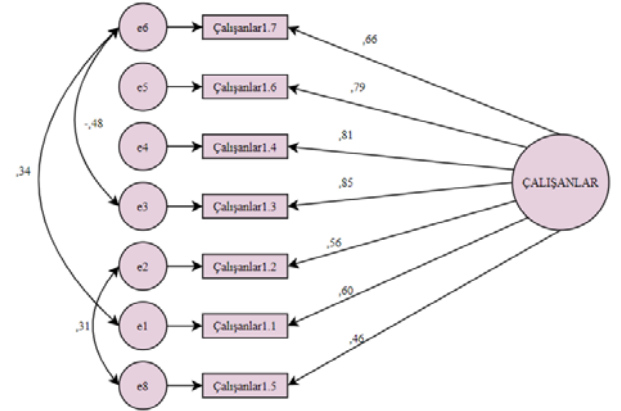 e6
Çalışanlar1.7
,66
e5
Çalışanlar1.6
,79
-,48
e4
Çalışanlar1.4
,81
,34
e3
Çalışanlar1.3
,85
ÇALIŞANLAR
e2
Çalışanlar1.2
,56
,31
e1
Çalışanlar1.1
,60
e8
Çalışanlar1.5
,46